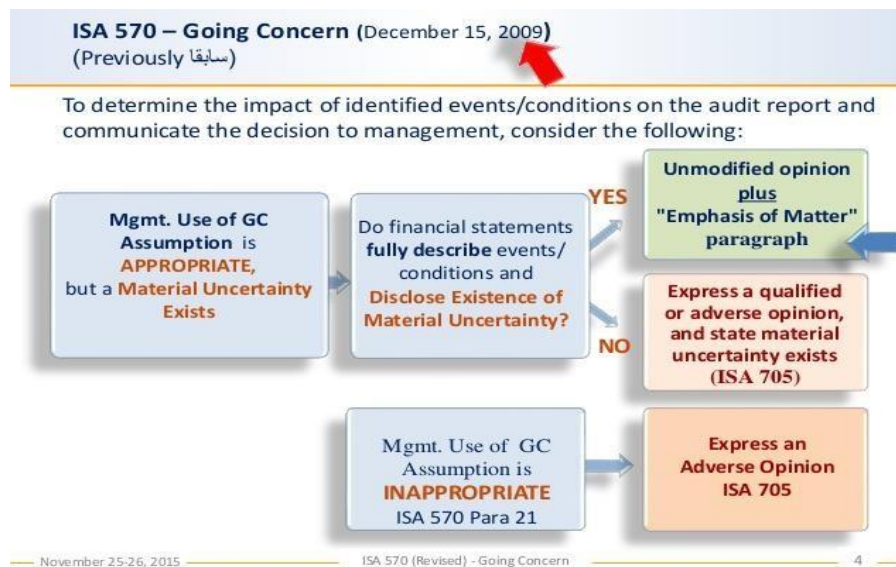 ISA 570 – Going Concern (December 15, 2009)
(Previously سابقا)
To determine the impact of identified events/conditions on the audit report and
communicate the decision to management, consider the following:
Mgmt. Use of GC
Assumption is
APPROPRIATE,
but a Material Uncertainty
Exists
Do financial statements
fully describe events/
conditions and
Disclose Existence of
Material Uncertainty?
YES
Unmodified opinion
plus
"Emphasis of Matter"
paragraph
NO
Express a qualified
or adverse opinion,
and state material
uncertainty exists
(ISA 705)
Mgmt. Use of GC
Assumption is
INAPPROPRIATE
ISA 570 Para 21
Express an
Adverse Opinion
ISA 705
November 25-26, 2015
ISA 570 (Revised) - Going Concern
4